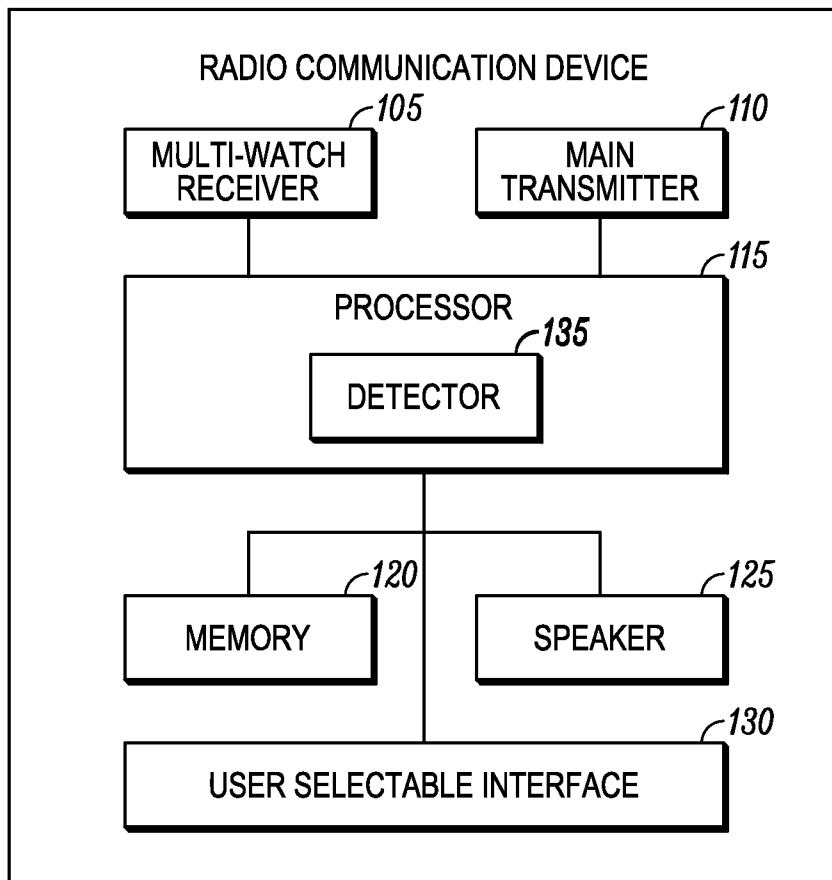 RADIO COMMUNICATION DEVICE
105
110
MULTI-WATCH
RECEIVER
MAIN
TRANSMITTER
115
PROCESSOR
135
DETECTOR
120
125
MEMORY
SPEAKER
130
USER SELECTABLE INTERFACE